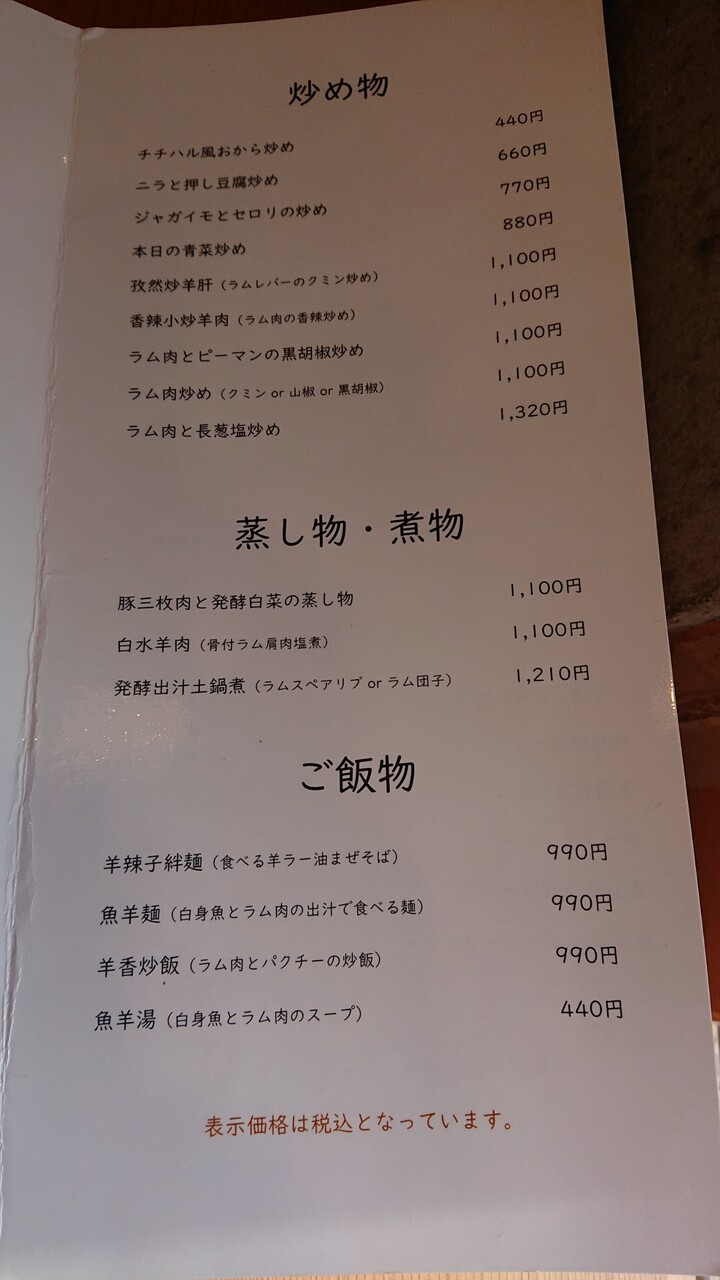 炒め物
チチハル風おから炒め 440円
ニラと押し豆腐炒め 660円
ジャガイモとセロリの炒め 770円
本日の青菜炒め 880円
孜然炒羊肝（ラムレバーのクミン炒め） 1,100円
香辣小炒羊肉（ラム肉の香辣炒め） 1,100円
ラム肉とピーマンの黒胡椒炒め 1,100円
ラム肉炒め（クミン or 山椒 or 黒胡椒） 1,100円
ラム肉と長葱塩炒め 1,320円
蒸し物・煮物
豚三枚肉と発酵白菜の蒸し物 1,100円
白水羊肉（骨付ラム肩肉塩煮） 1,100円
発酵出汁土鍋煮（ラムスペアリブ or ラム団子） 1,210円
ご飯物
羊辣子絆麺（食べる羊ラー油まぜそば） 990円
魚羊麺（白身魚とラム肉の出汁で食べる麺） 990円
羊香炒飯（ラム肉とパクチーの炒飯） 990円
魚羊湯（白身魚とラム肉のスープ） 440円
表示価格は税込となっています。